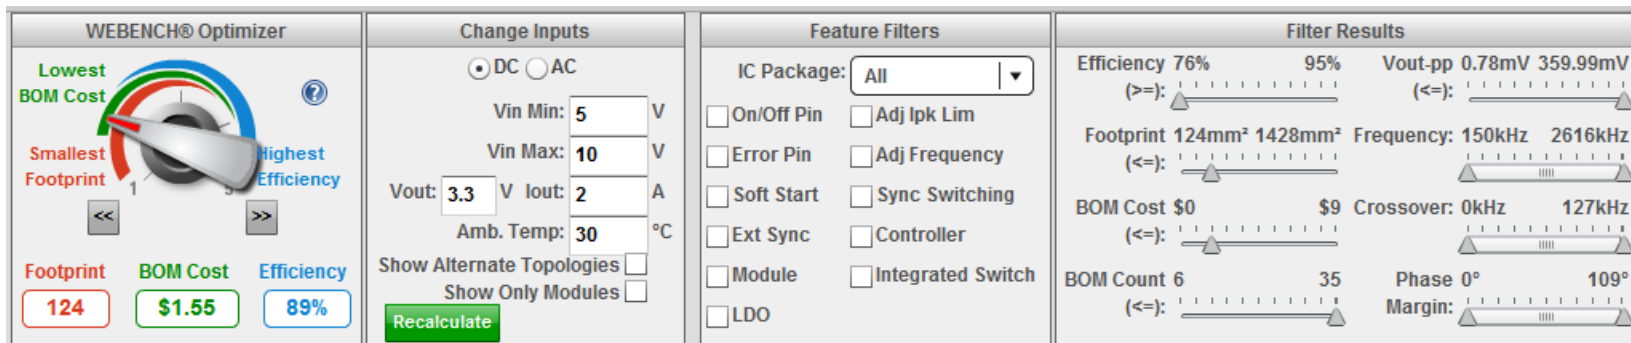 WEBENCH® Optimizer
Lowest
BOM Cost
Smallest
Footprint
Highest
Efficiency
1
5
<<
>>
Footprint BOM Cost Efficiency
124 $1.55 89%
Change Inputs
DC AC
Vin Min: 5 V
Vin Max: 10 V
Vout: 3.3 V Iout: 2 A
Amb. Temp: 30 °C
Show Alternate Topologies
Show Only Modules
Recalculate
Feature Filters
IC Package: All
On/Off Pin Adj Ipk Lim
Error Pin Adj Frequency
Soft Start Sync Switching
Ext Sync Controller
Module Integrated Switch
LDO
Filter Results
Efficiency 76% 95% Vout-pp 0.78mV 359.99mV
(>=): (<=):
Footprint 124mm² 1428mm² Frequency: 150kHz 2616kHz
(<=):
BOM Cost $0 $9 Crossover: 0kHz 127kHz
(<=):
BOM Count 6 35 Phase 0° 109°
(<=): Margin: